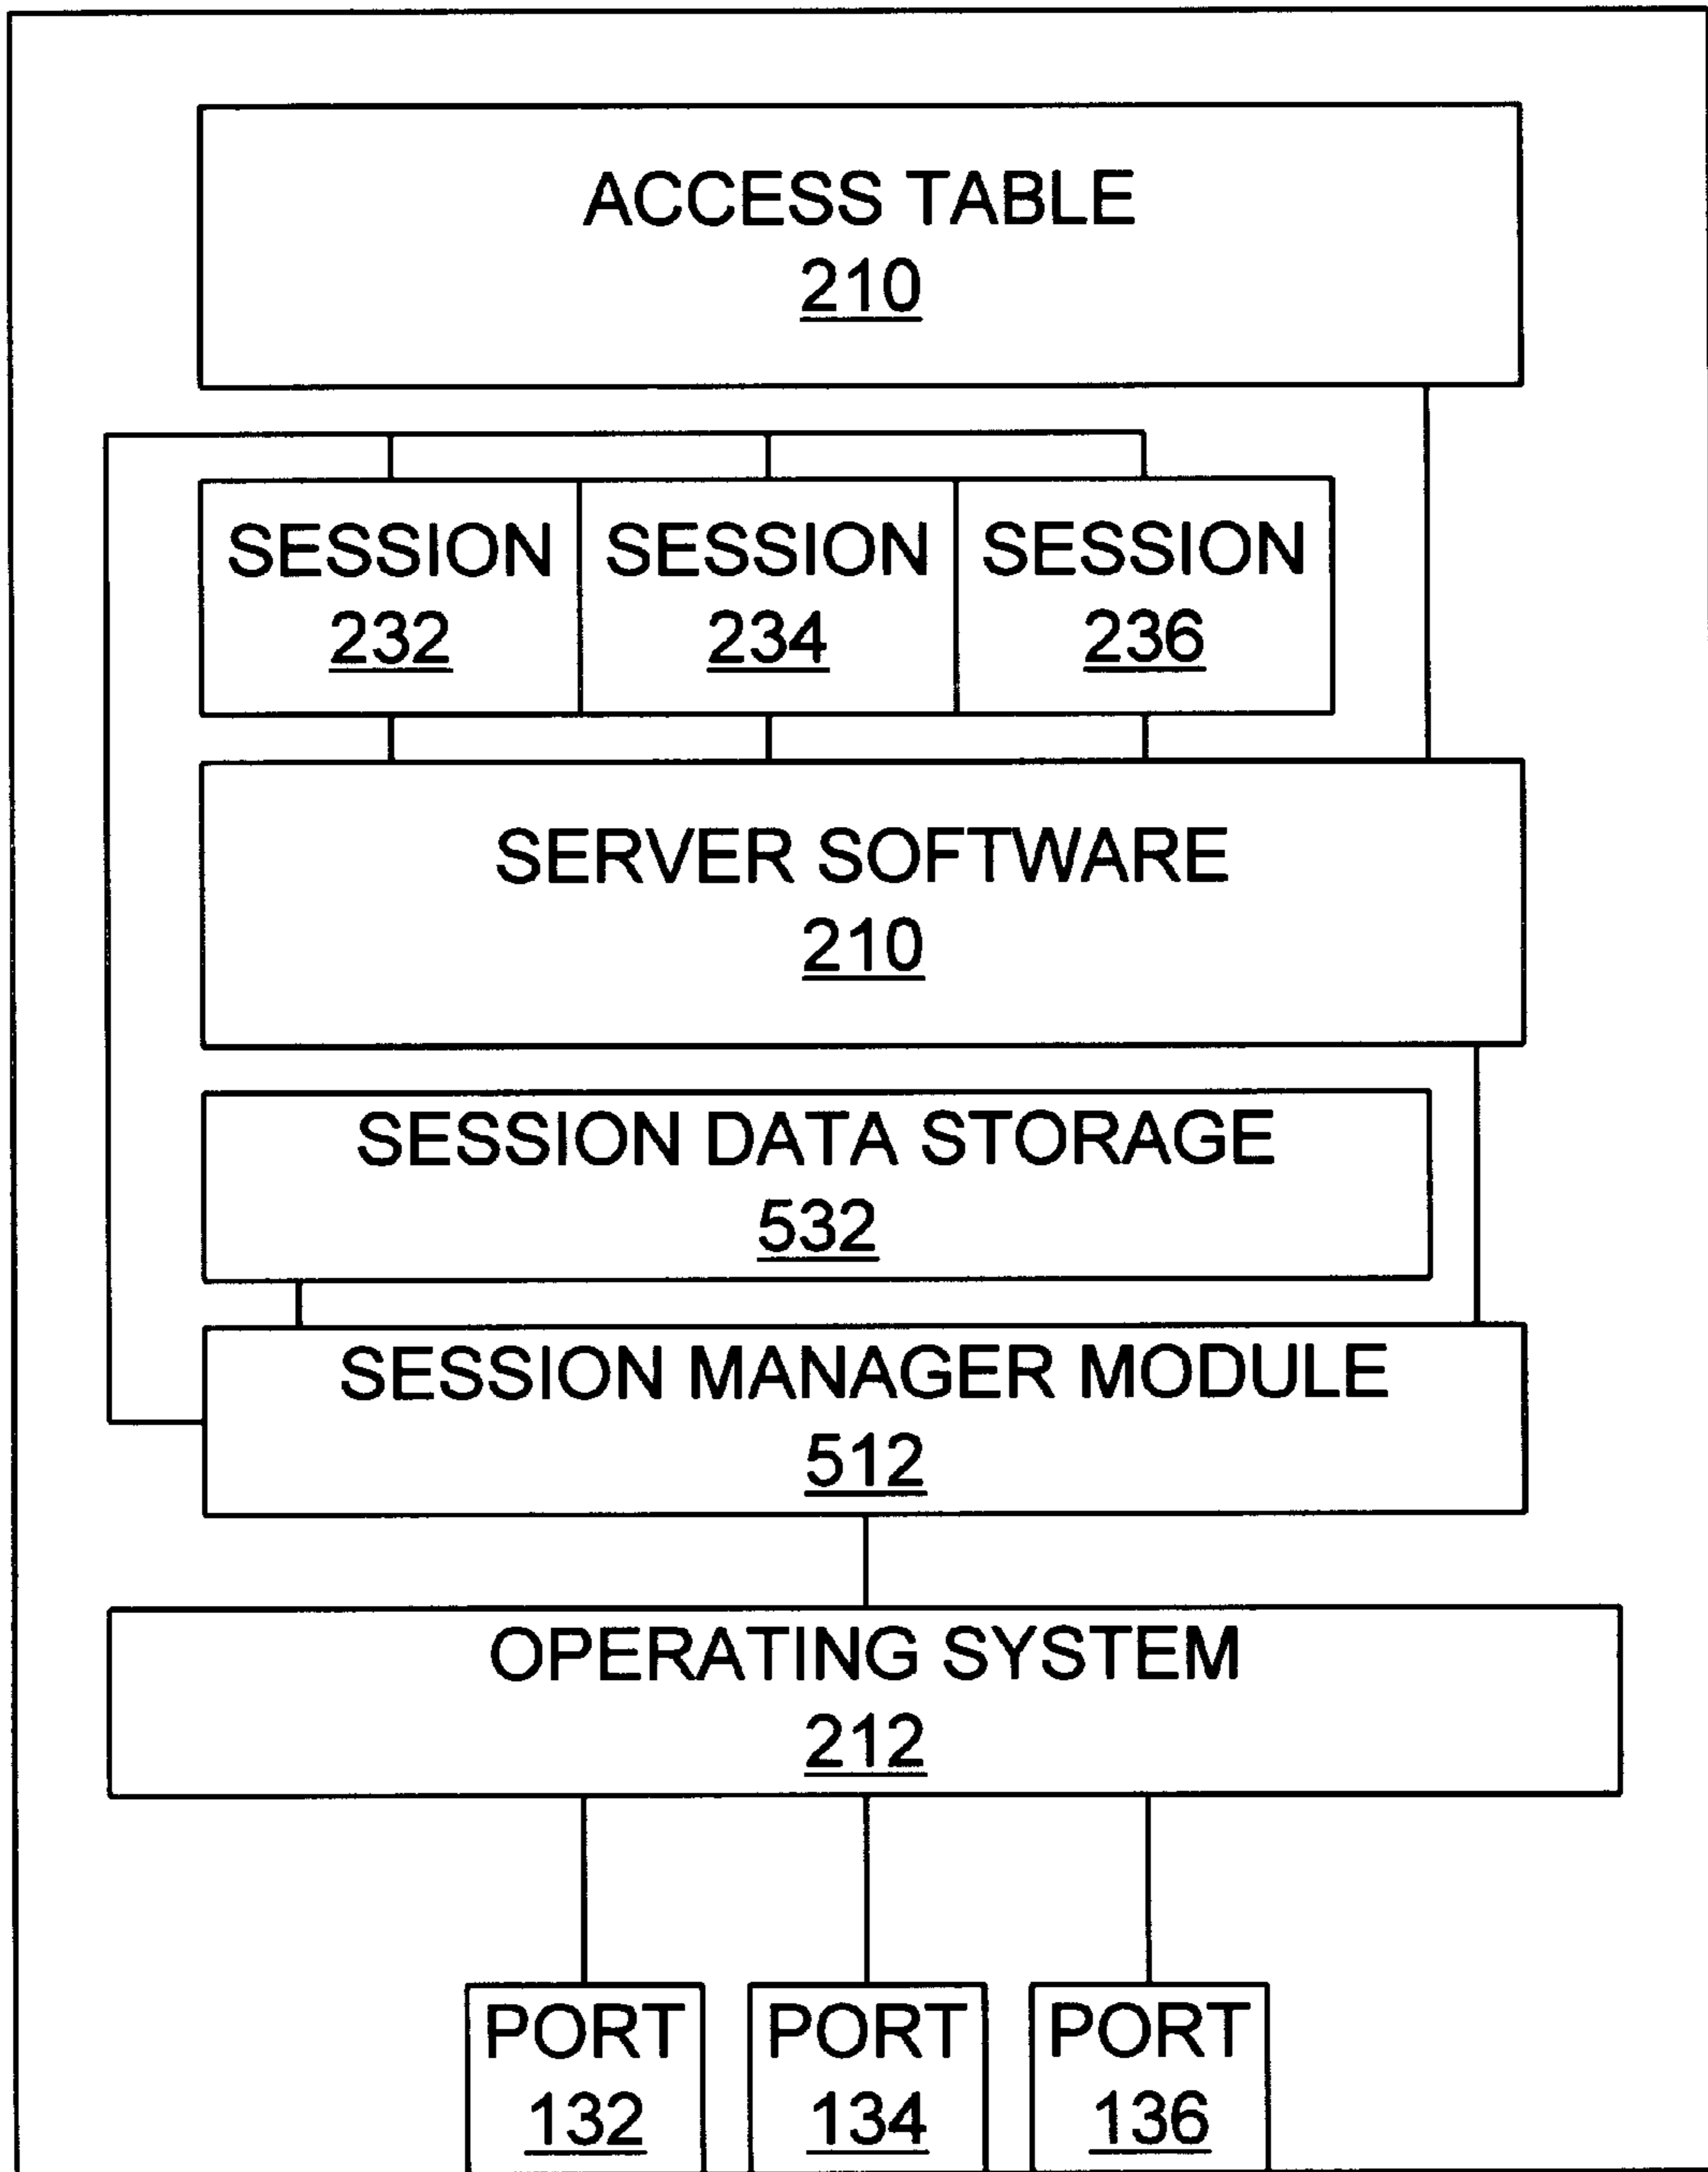 ACCESS TABLE
210
SESSION SESSION SESSION
232 234 236
SERVER SOFTWARE
210
SESSION DATA STORAGE
532
SESSION MANAGER MODULE
512
OPERATING SYSTEM
212
PORT PORT PORT
132 134 136